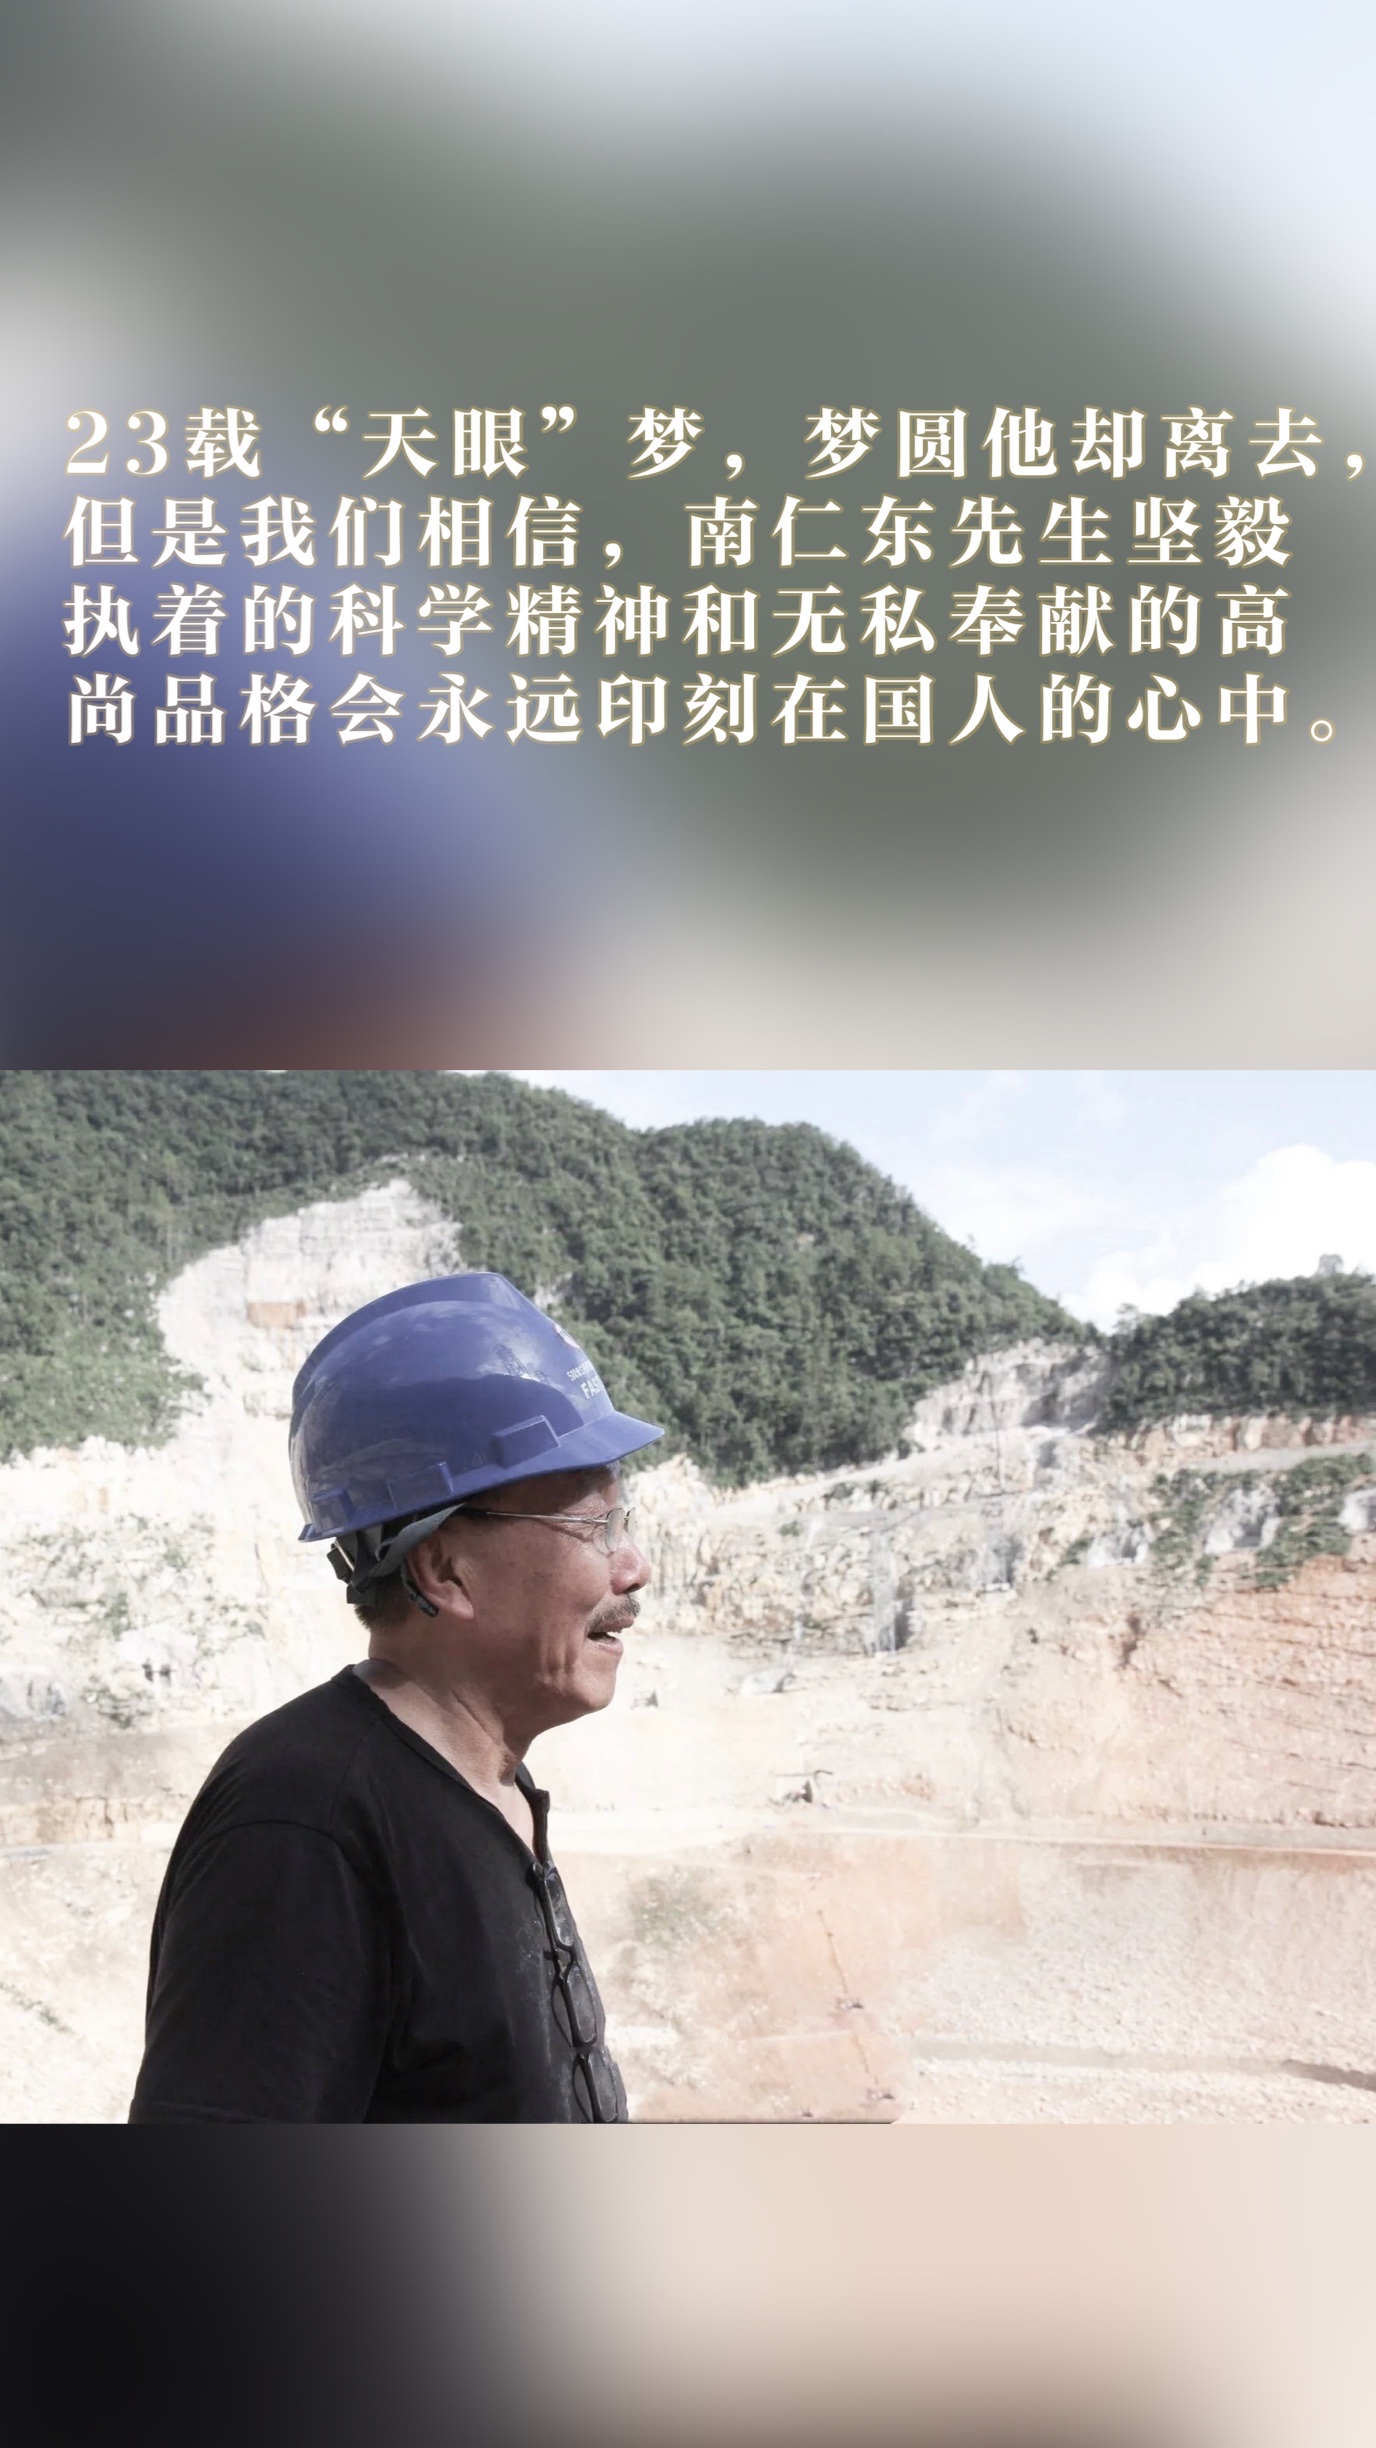 23载“天眼”梦，梦圆他却离去，
但是我们相信，南仁东先生坚毅
执着的科学精神和无私奉献的高
尚品格会永远印刻在国人的心中。